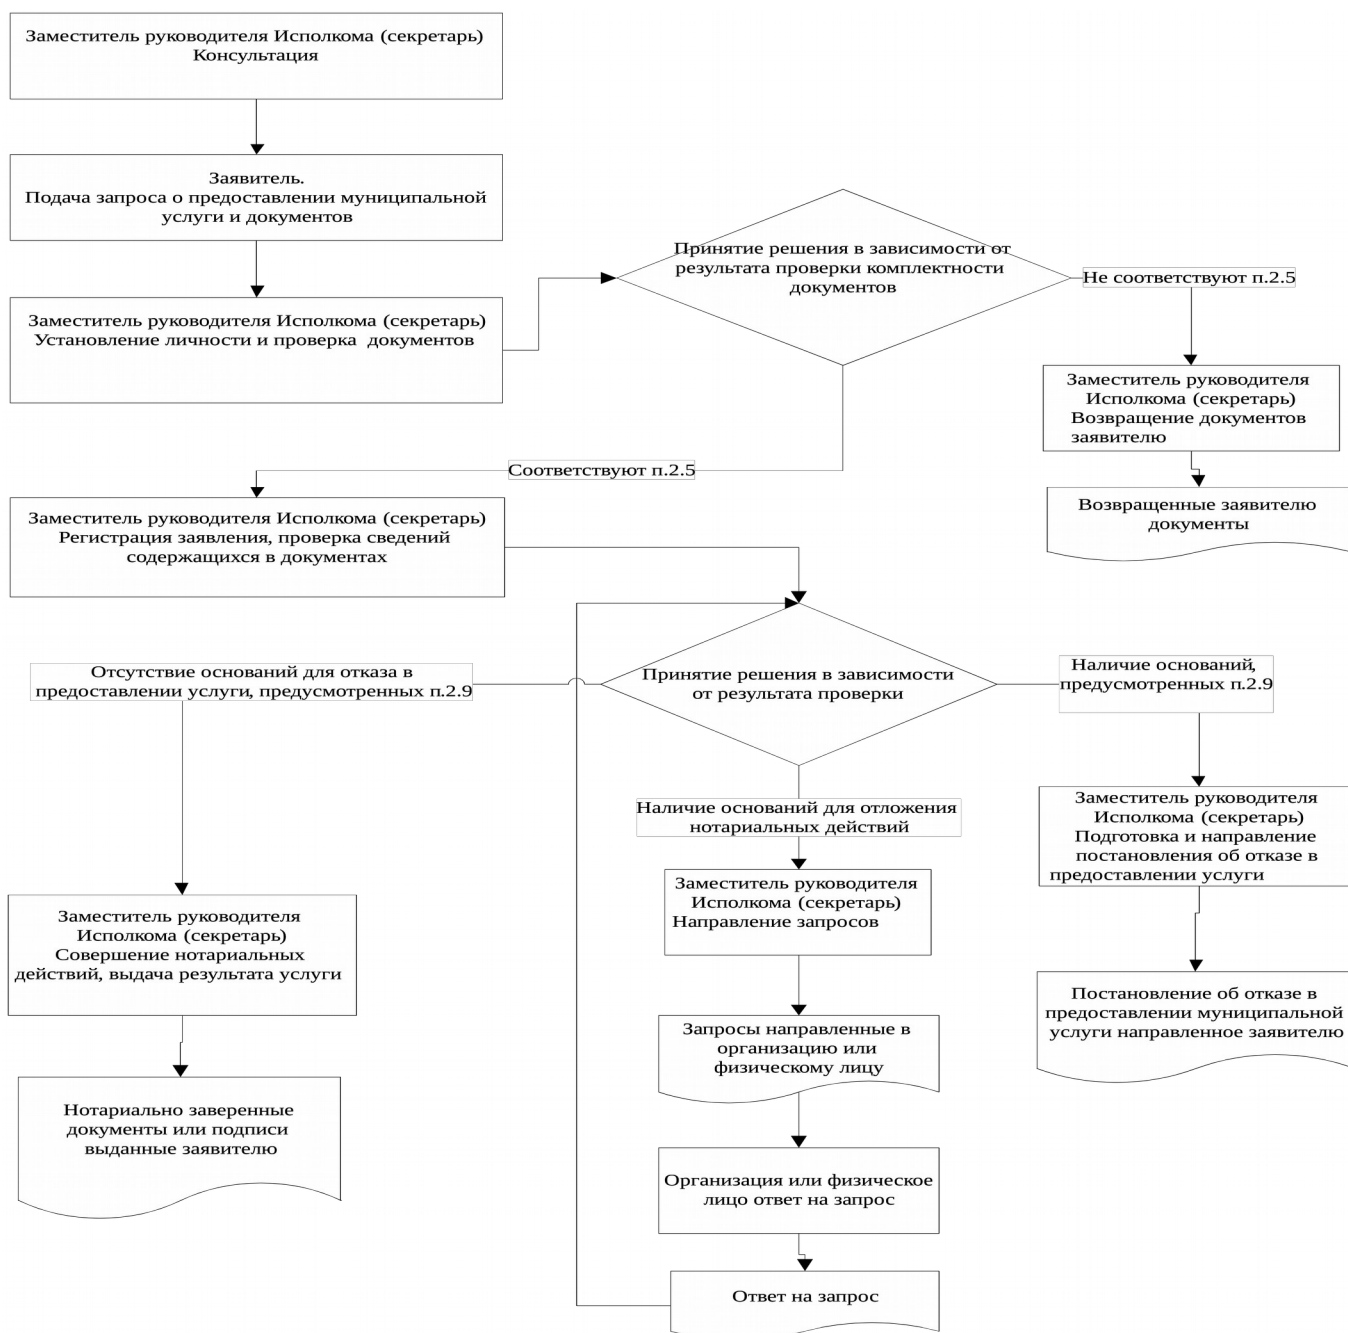 Заместитель руководителя Исполкома (секретарь)
Консультация
Заявитель.
Подача запроса о предоставлении муниципальной
услуги и документов
Заместитель руководителя Исполкома (секретарь)
Установление личности и проверка документов
Принятие решения в зависимости от
результата проверки комплектности
документов
Не соответствуют п.2.5
Заместитель руководителя
Исполкома (секретарь)
Возвращение документов
заявителю
Возвращенные заявителю
документы
Соответствуют п.2.5
Заместитель руководителя Исполкома (секретарь)
Регистрация заявления, проверка сведений
содержащихся в документах
Принятие решения в зависимости
от результата проверки
Отсутствие оснований для отказа в
предоставлении услуги, предусмотренных п.2.9
Заместитель руководителя
Исполкома (секретарь)
Совершение нотариальных
действий, выдача результата услуги
Нотариально заверенные
документы или подписи
выданные заявителю
Наличие оснований для отложения
нотариальных действий
Заместитель руководителя
Исполкома (секретарь)
Направление запросов
Запросы направленные в
организацию или
физическому лицу
Организация или физическое
лицо ответ на запрос
Ответ на запрос
Наличие оснований,
предусмотренных п.2.9
Заместитель руководителя
Исполкома (секретарь)
Подготовка и направление
постановления об отказе в
предоставлении услуги
Постановление об отказе в
предоставлении муниципальной
услуги направленное заявителю